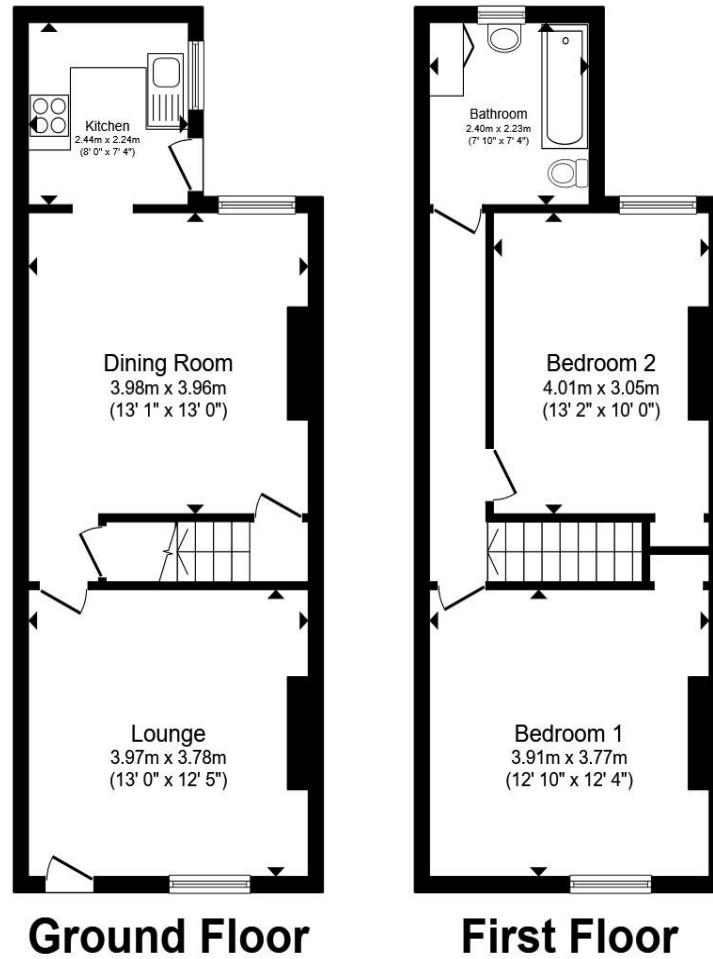 Kitchen
2.44m x 2.24m
(8' 0" x 7' 4")
Dining Room
3.98m x 3.96m
(13' 1" x 13' 0")
Lounge
3.97m x 3.78m
(13' 0" x 12' 5")
Ground Floor
Bathroom
2.40m x 2.23m
(7' 10" x 7' 4")
Bedroom 2
4.01m x 3.05m
(13' 2" x 10' 0")
Bedroom 1
3.91m x 3.77m
(12' 10" x 12' 4")
First Floor